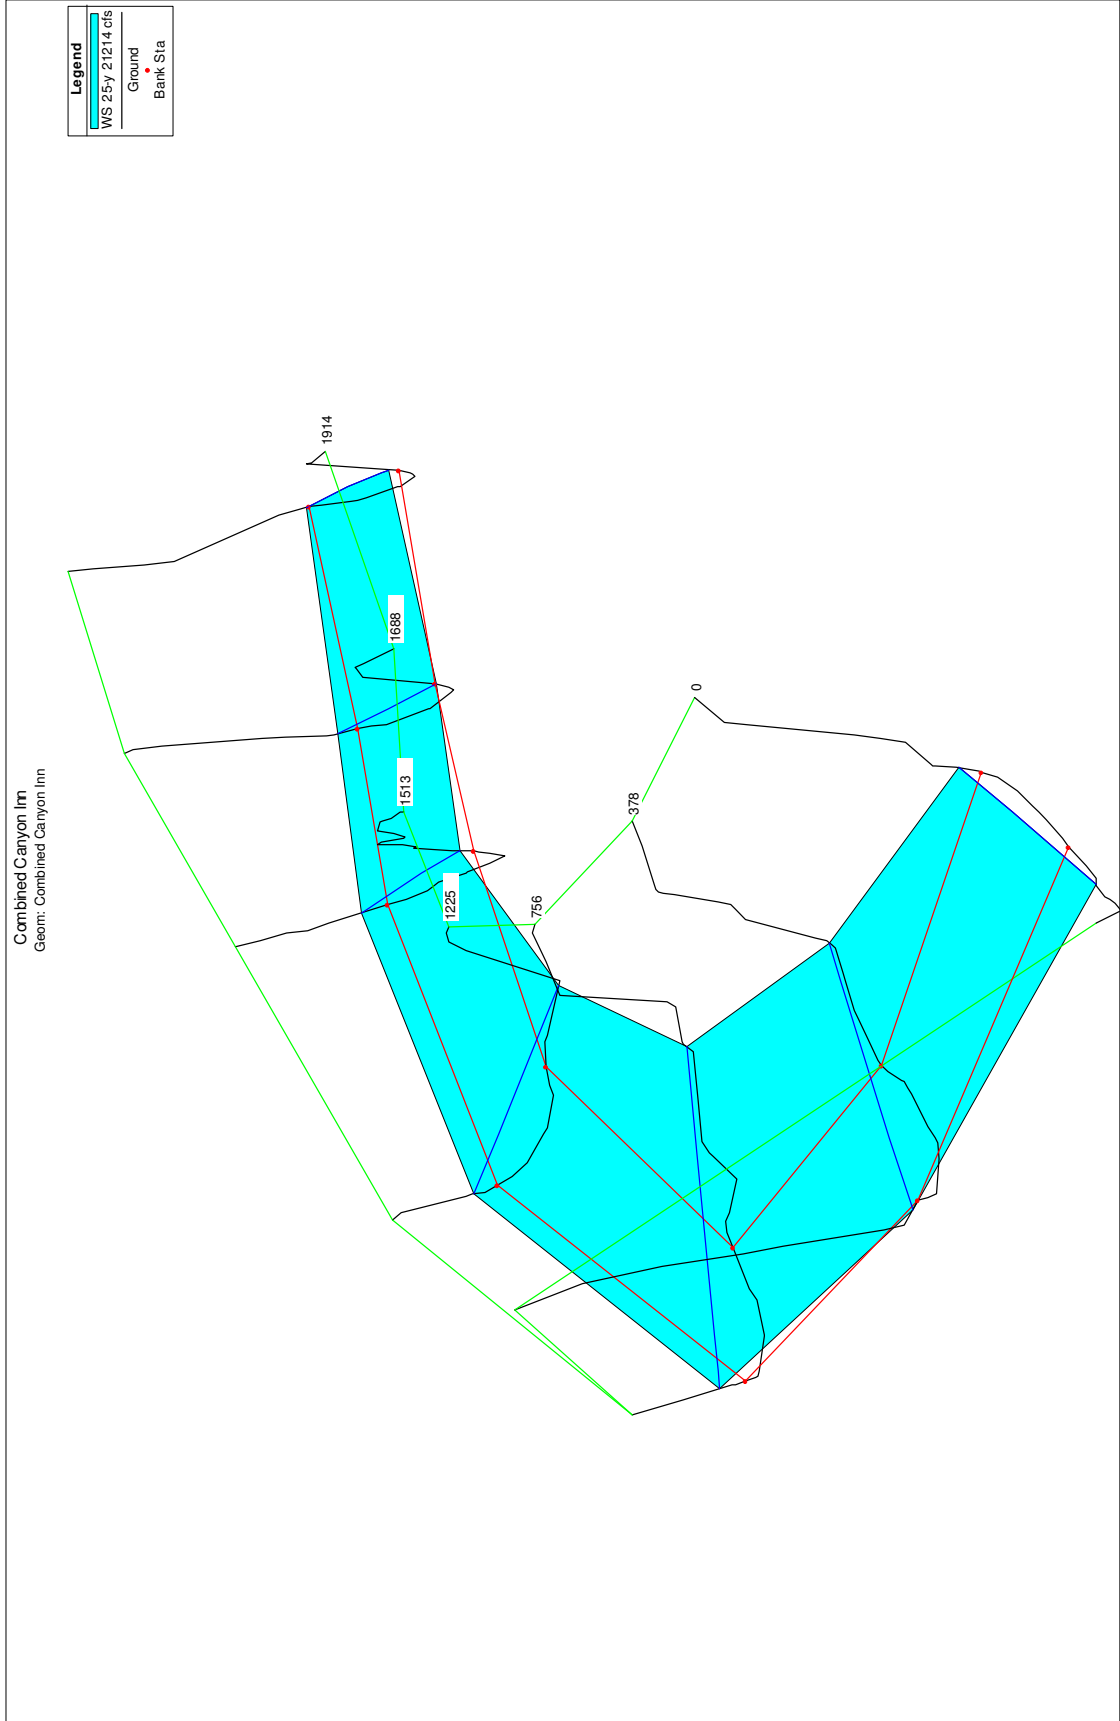 Combined Canyon Inn
Geom: Combined Canyon Inn
Legend
WS 25-y 21214 cfs
Ground
Bank Sta
1914
1688
1513
1225
756
378
0